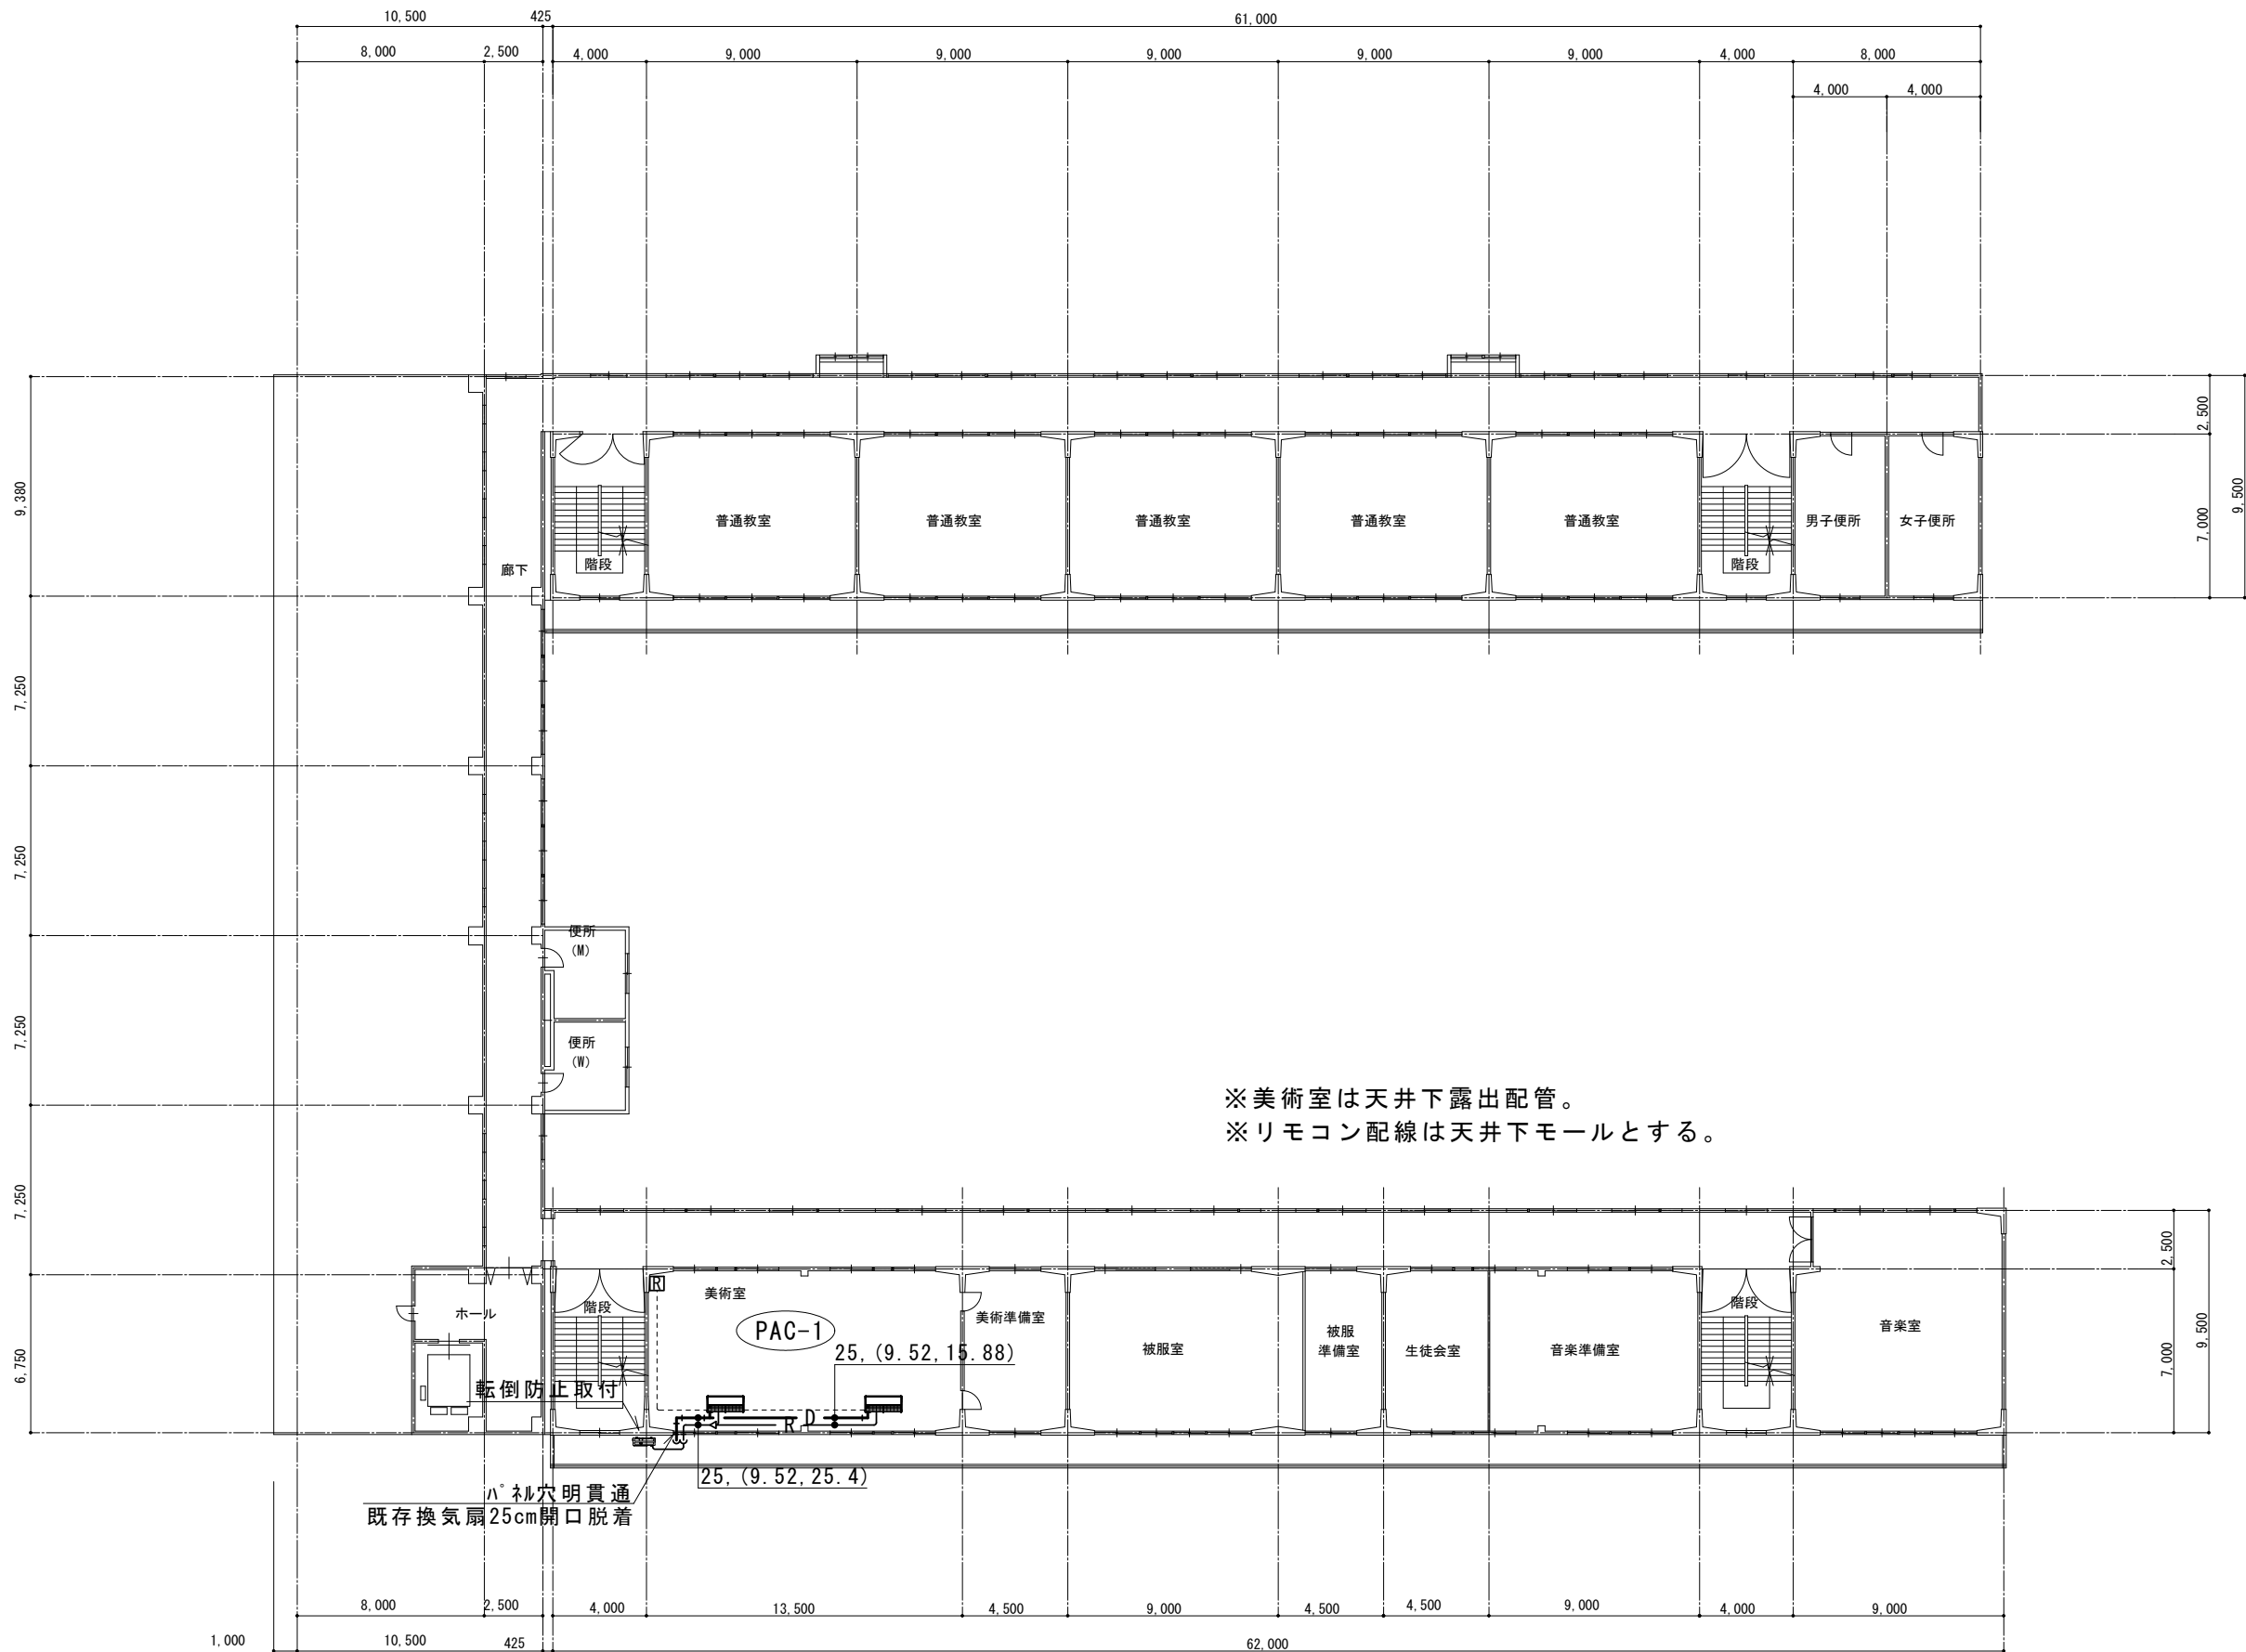 10,500
425
61,000
8,000
2,500
4,000
9,000
9,000
9,000
9,000
9,000
4,000
8,000
4,000
4,000
2,500
9,380
普通教室
普通教室
普通教室
普通教室
普通教室
男子便所
女子便所
9,500
7,000
階段
階段
廊下
7,250
7,250
便所
(M)
7,250
便所
(W)
※美術室は天井下露出配管。
※リモコン配線は天井下モールとする。
7,250
2,500
R
美術室
階段
階段
ホール
美術準備室
PAC-1
被服室
被服
準備室
生徒会室
音楽準備室
音楽室
25,(9.52,15.88)
6,750
7,000
9,500
転倒防止取付
D
R
25,(9.52,25.4)
パネル穴明貫通
既存換気扇25cm開口脱着
8,000
2,500
4,000
13,500
4,500
9,000
4,500
4,500
9,000
4,000
9,000
1,000
10,500
425
62,000